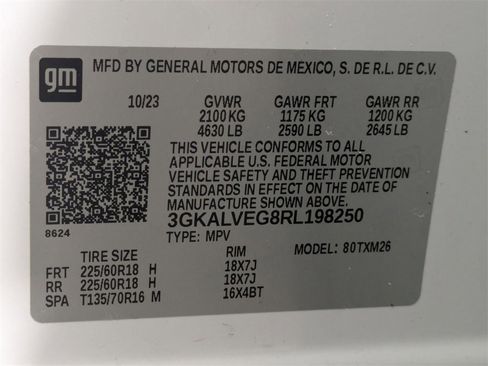 gm
MFD BY GENERAL MOTORS DE MEXICO, S. DE R.L. DE C.V.
10/23 GVWR GAWR FRT GAWR RR
2100 KG 1175 KG 1200 KG
4630 LB 2590 LB 2645 LB
THIS VEHICLE CONFORMS TO ALL
APPLICABLE U.S. FEDERAL MOTOR
VEHICLE SAFETY AND THEFT PREVENTION
STANDARDS IN EFFECT ON THE DATE OF
MANUFACTURE SHOWN ABOVE.
3GKALVEG8RL198250
8624
TYPE: MPV MODEL: 80TXM26
TIRE SIZE RIM
FRT 225/60R18 H 18X7J
RR 225/60R18 H 18X7J
SPA T135/70R16 M 16X4BT